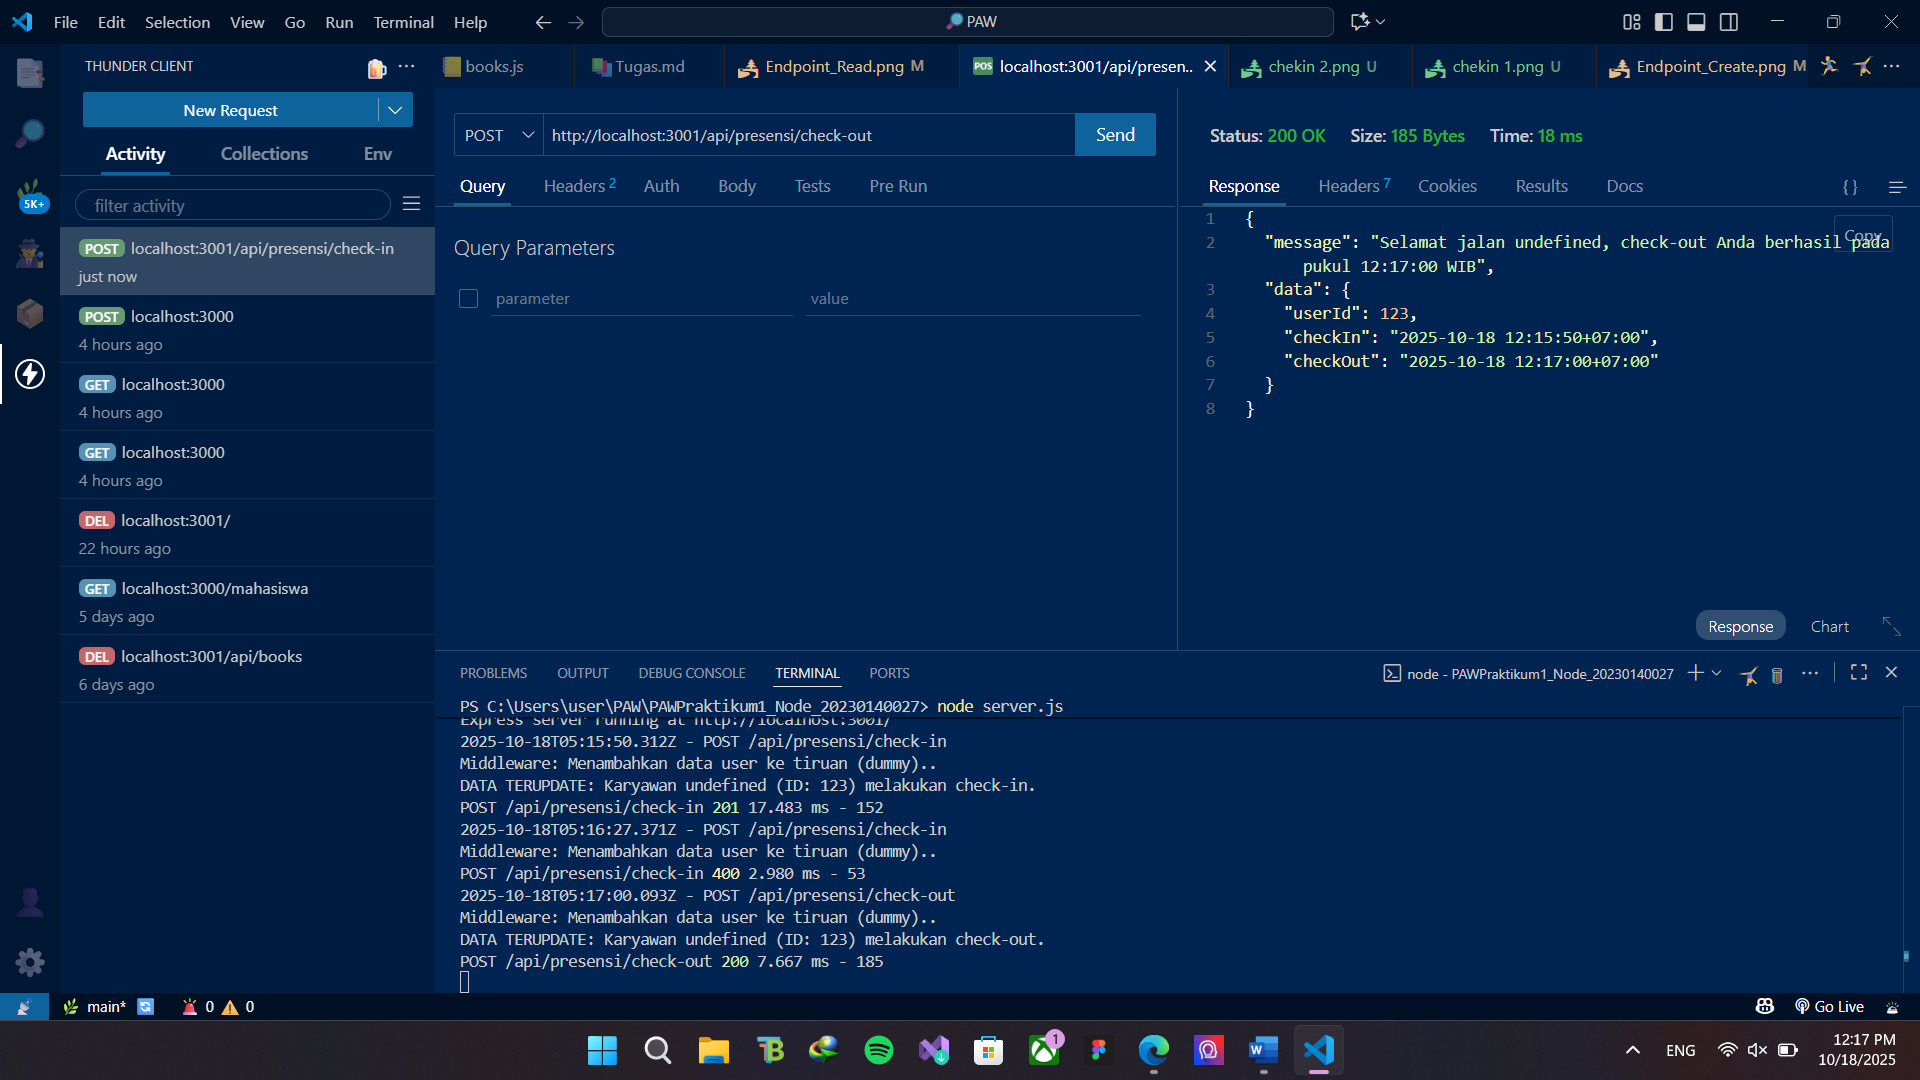 File Edit Selection View Go Run Terminal Help
PAW
THUNDER CLIENT
New Request
Activity Collections Env
filter activity
5K+
POST localhost:3001/api/presensi/check-in
just now
POST localhost:3000
4 hours ago
GET localhost:3000
4 hours ago
GET localhost:3000
4 hours ago
DEL localhost:3001/
22 hours ago
GET localhost:3000/mahasiswa
5 days ago
DEL localhost:3001/api/books
6 days ago
books.js Tugas.md Endpoint_Read.png M POS localhost:3001/api/presen.. chekin 2.png U chekin 1.png U Endpoint_Create.png M
POST http://localhost:3001/api/presensi/check-out Send
Query Headers 2 Auth Body Tests Pre Run
Query Parameters
parameter value
Status: 200 OK Size: 185 Bytes Time: 18 ms
Response Headers 7 Cookies Results Docs {}
Copy
1 {
2 "message": "Selamat jalan undefined, check-out Anda berhasil pada
pukul 12:17:00 WIB",
3 "data": {
4 "userId": 123,
5 "checkIn": "2025-10-18 12:15:50+07:00",
6 "checkOut": "2025-10-18 12:17:00+07:00"
7 }
8 }
Response Chart
PROBLEMS OUTPUT DEBUG CONSOLE TERMINAL PORTS
node - PAWPraktikum1_Node_20230140027
PS C:\Users\user\PAW\PAWPraktikum1_Node_20230140027> node server.js
Express server running at http://localhost:3001/
2025-10-18T05:15:50.312Z - POST /api/presensi/check-in
Middleware: Menambahkan data user ke tiruan (dummy)..
DATA TERUPDATE: Karyawan undefined (ID: 123) melakukan check-in.
POST /api/presensi/check-in 201 17.483 ms - 152
2025-10-18T05:16:27.371Z - POST /api/presensi/check-in
Middleware: Menambahkan data user ke tiruan (dummy)..
POST /api/presensi/check-in 400 2.980 ms - 53
2025-10-18T05:17:00.093Z - POST /api/presensi/check-out
Middleware: Menambahkan data user ke tiruan (dummy)..
DATA TERUPDATE: Karyawan undefined (ID: 123) melakukan check-out.
POST /api/presensi/check-out 200 7.667 ms - 185
main* 0 0
Go Live
1
ENG
12:17 PM
10/18/2025